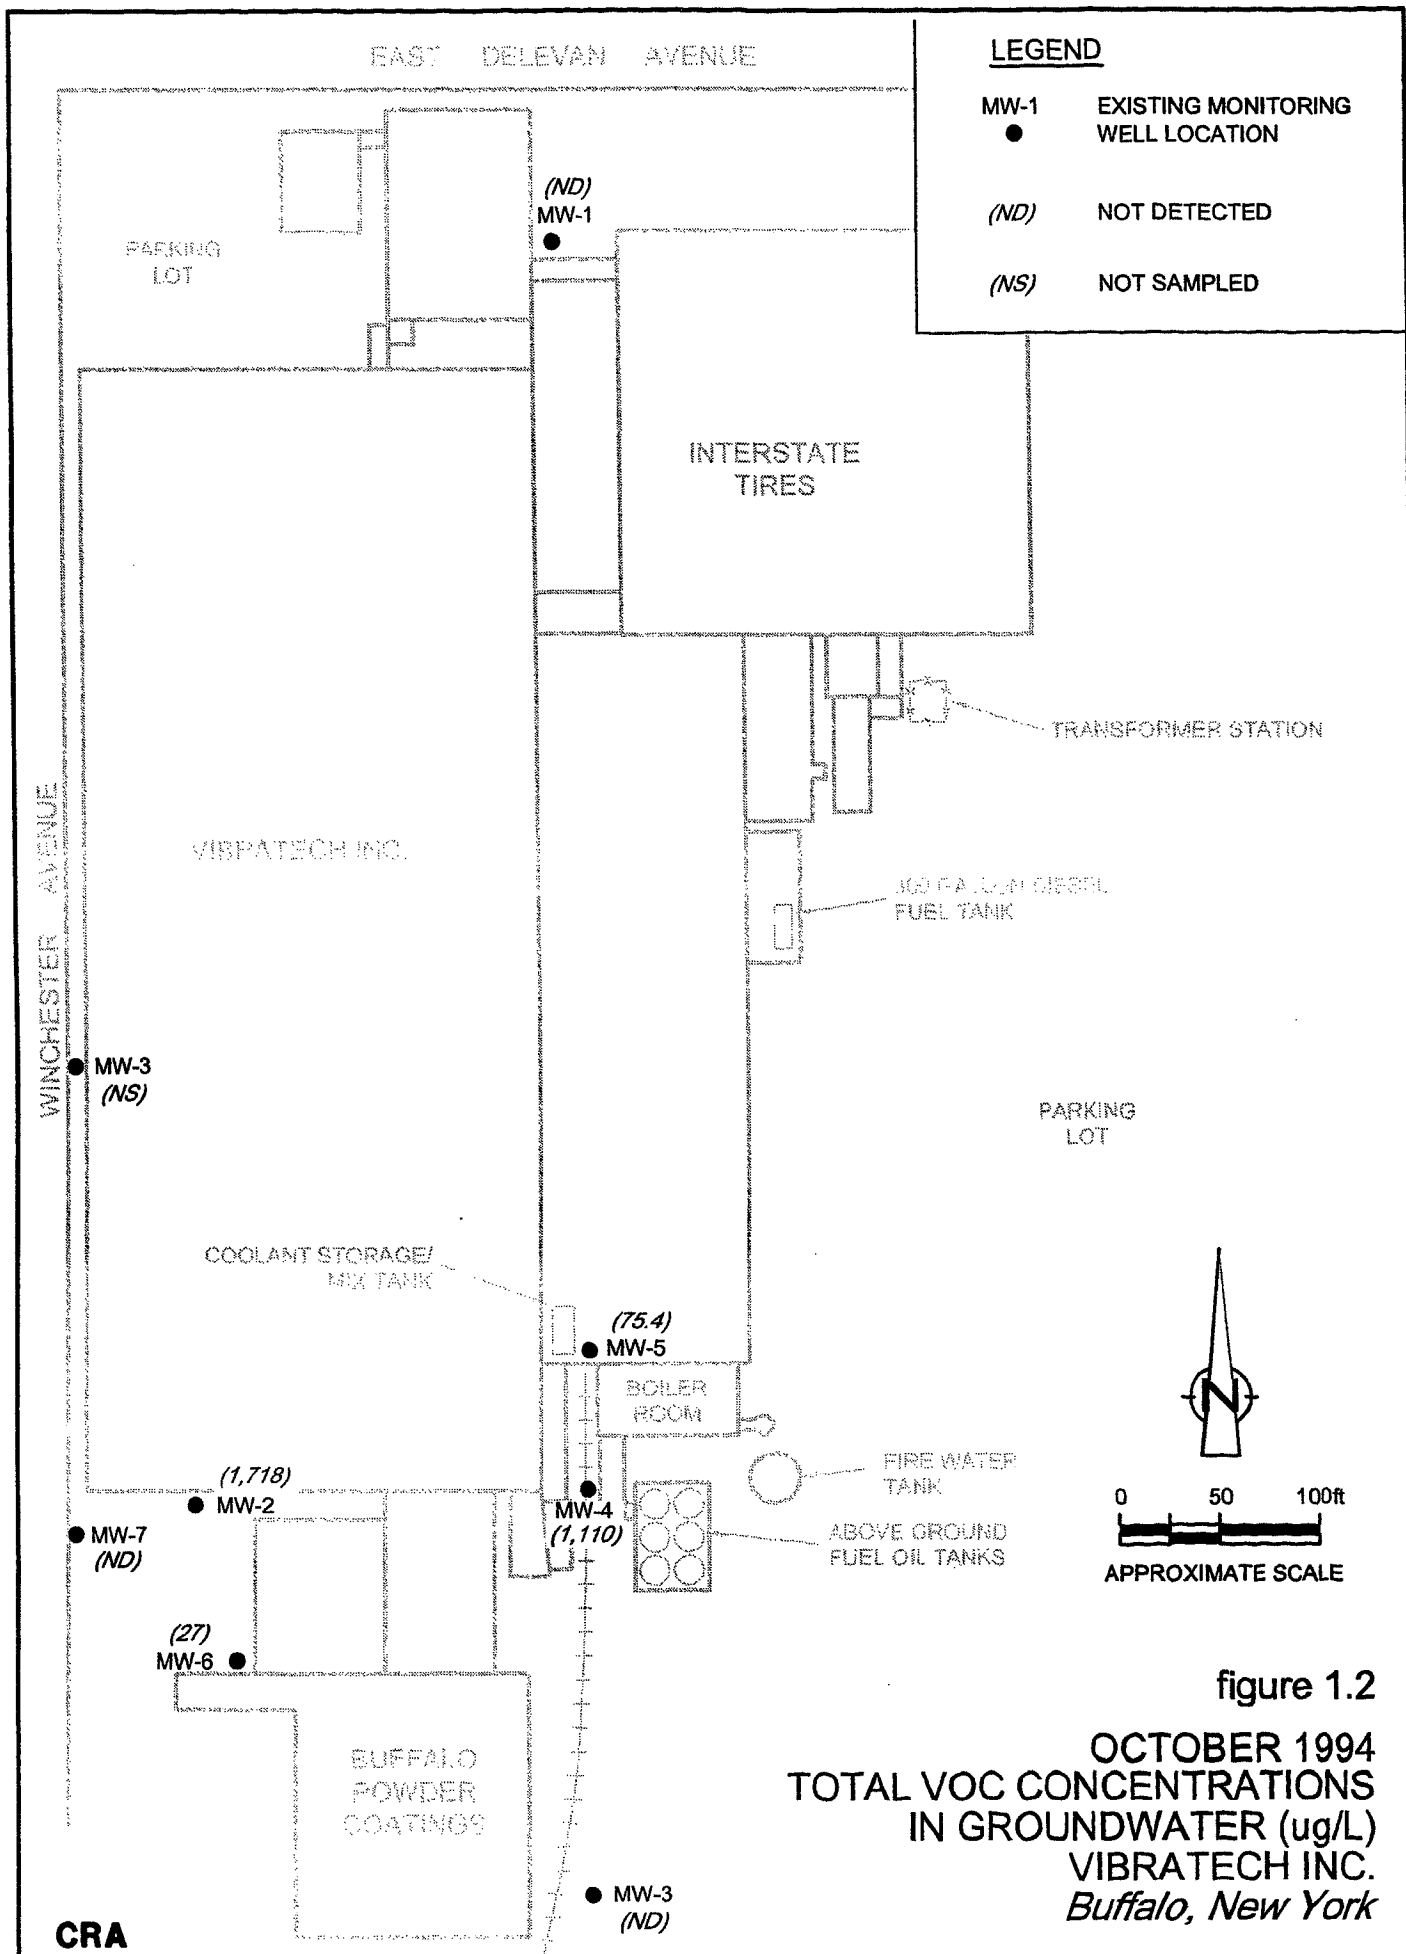 EAST DELEVAN AVENUE
LEGEND
MW-1 EXISTING MONITORING
WELL LOCATION
(ND) NOT DETECTED
(NS) NOT SAMPLED
(ND)
MW-1
PARKING
LOT
INTERSTATE
TIRES
TRANSFORMER STATION
VIBRATECH INC.
WINCHESTER AVENUE
GALLON DIESEL
FUEL TANK
MW-3
(NS)
PARKING
LOT
COOLANT STORAGE/
MIX TANK
(75.4)
MW-5
BOILER
ROOM
N
FIRE WATER
TANK
(1,718)
MW-2
MW-4
(1,110)
MW-7
(ND)
ABOVE GROUND
FUEL OIL TANKS
0 50 100ft
APPROXIMATE SCALE
(27)
MW-6
BUFFALO
POWDER
COATINGS
MW-3
(ND)
figure 1.2
OCTOBER 1994
TOTAL VOC CONCENTRATIONS
IN GROUNDWATER (ug/L)
VIBRATECH INC.
Buffalo, New York
CRA